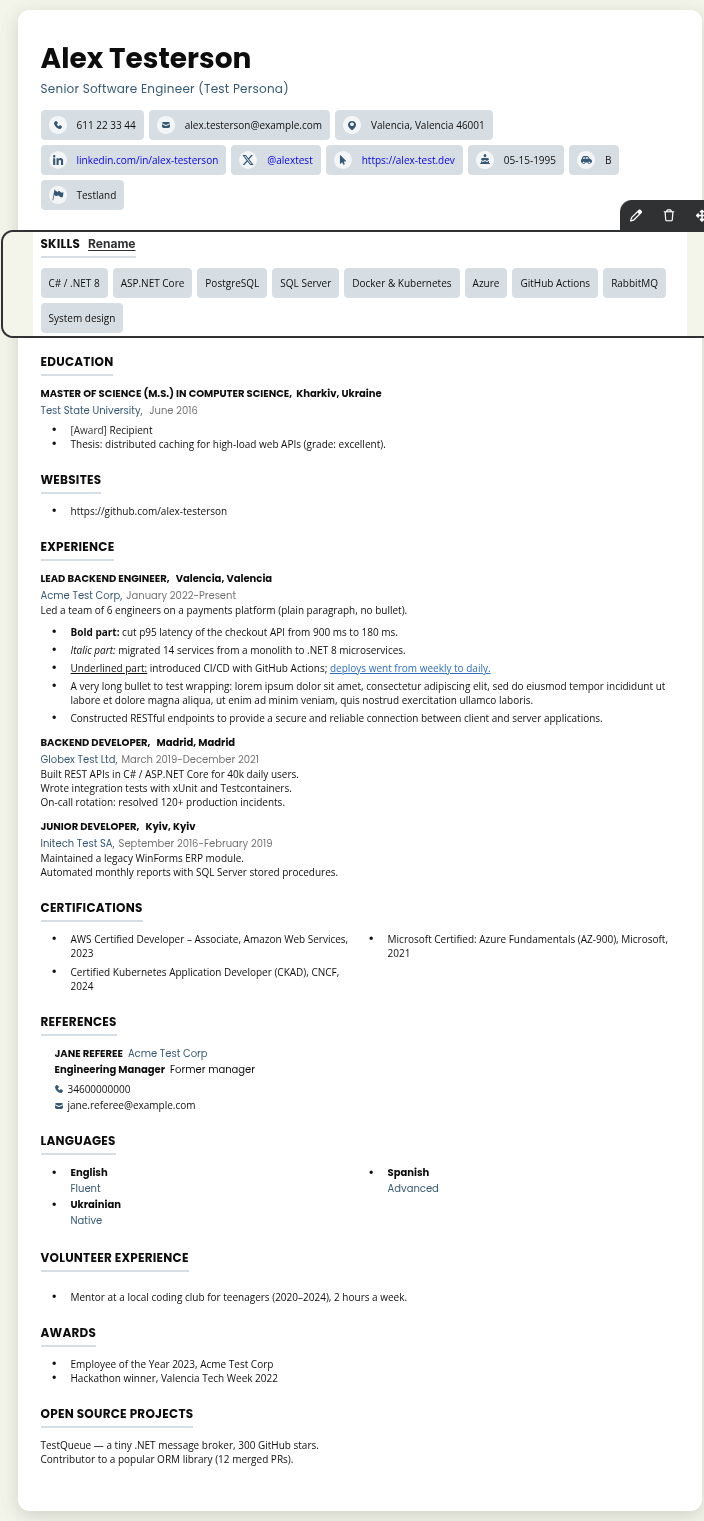 Alex Testerson
Senior Software Engineer (Test Persona)
611 22 33 44 alex.testerson@example.com Valencia, Valencia 46001
linkedin.com/in/alex-testerson @alextest https://alex-test.dev 05-15-1995 B
Testland
SKILLS Rename
C# / .NET 8 ASP.NET Core PostgreSQL SQL Server Docker & Kubernetes Azure GitHub Actions RabbitMQ
System design
EDUCATION
MASTER OF SCIENCE (M.S.) IN COMPUTER SCIENCE, Kharkiv, Ukraine
Test State University, June 2016
• [Award] Recipient
• Thesis: distributed caching for high-load web APIs (grade: excellent).
WEBSITES
• https://github.com/alex-testerson
EXPERIENCE
LEAD BACKEND ENGINEER, Valencia, Valencia
Acme Test Corp, January 2022–Present
Led a team of 6 engineers on a payments platform (plain paragraph, no bullet).
• Bold part: cut p95 latency of the checkout API from 900 ms to 180 ms.
• Italic part: migrated 14 services from a monolith to .NET 8 microservices.
• Underlined part: introduced CI/CD with GitHub Actions; deploys went from weekly to daily.
• A very long bullet to test wrapping: lorem ipsum dolor sit amet, consectetur adipiscing elit, sed do eiusmod tempor incididunt ut
labore et dolore magna aliqua, ut enim ad minim veniam, quis nostrud exercitation ullamco laboris.
• Constructed RESTful endpoints to provide a secure and reliable connection between client and server applications.
BACKEND DEVELOPER, Madrid, Madrid
Globex Test Ltd, March 2019–December 2021
Built REST APIs in C# / ASP.NET Core for 40k daily users.
Wrote integration tests with xUnit and Testcontainers.
On-call rotation: resolved 120+ production incidents.
JUNIOR DEVELOPER, Kyiv, Kyiv
Initech Test SA, September 2016–February 2019
Maintained a legacy WinForms ERP module.
Automated monthly reports with SQL Server stored procedures.
CERTIFICATIONS
• AWS Certified Developer – Associate, Amazon Web Services,
2023
• Microsoft Certified: Azure Fundamentals (AZ-900), Microsoft,
2021
• Certified Kubernetes Application Developer (CKAD), CNCF,
2024
REFERENCES
JANE REFEREE Acme Test Corp
Engineering Manager Former manager
34600000000
jane.referee@example.com
LANGUAGES
• English
Fluent
• Spanish
Advanced
• Ukrainian
Native
VOLUNTEER EXPERIENCE
• Mentor at a local coding club for teenagers (2020–2024), 2 hours a week.
AWARDS
• Employee of the Year 2023, Acme Test Corp
• Hackathon winner, Valencia Tech Week 2022
OPEN SOURCE PROJECTS
TestQueue — a tiny .NET message broker, 300 GitHub stars.
Contributor to a popular ORM library (12 merged PRs).